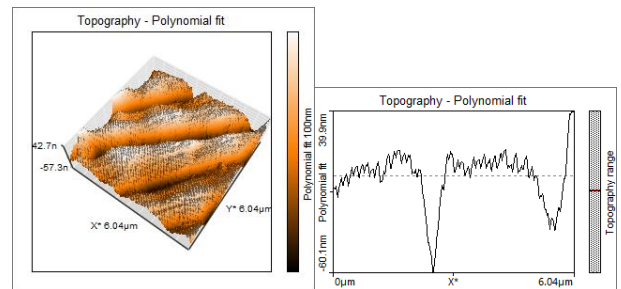 Topography - Polynomial fit
42.7n
-57.3n
X* 6.04µm
Y* 6.04µm
Polynomial fit 100nm
Topography - Polynomial fit
39.9nm
Polynomial fit
-60.1nm
0µm
X*
6.04µm
Topography range